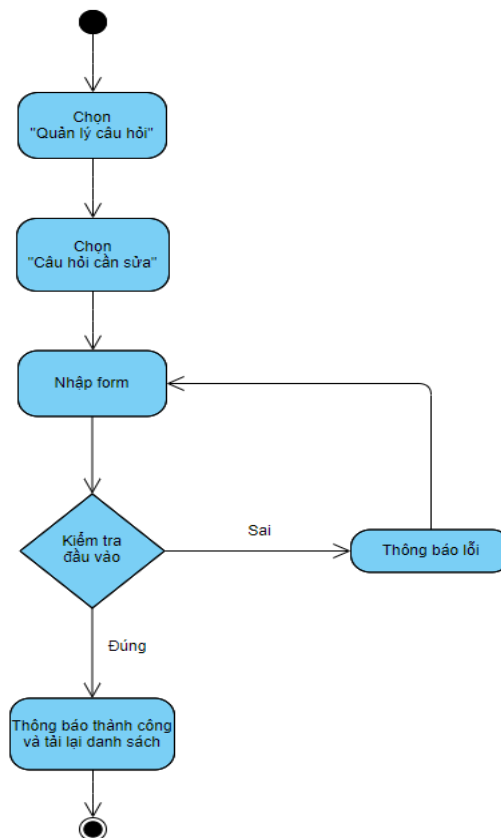 Chọn
"Quản lý câu hỏi"
Chọn
"Câu hỏi cần sửa"
Nhập form
Kiểm tra
đầu vào
Sai
Thông báo lỗi
Đúng
Thông báo thành công
và tải lại danh sách